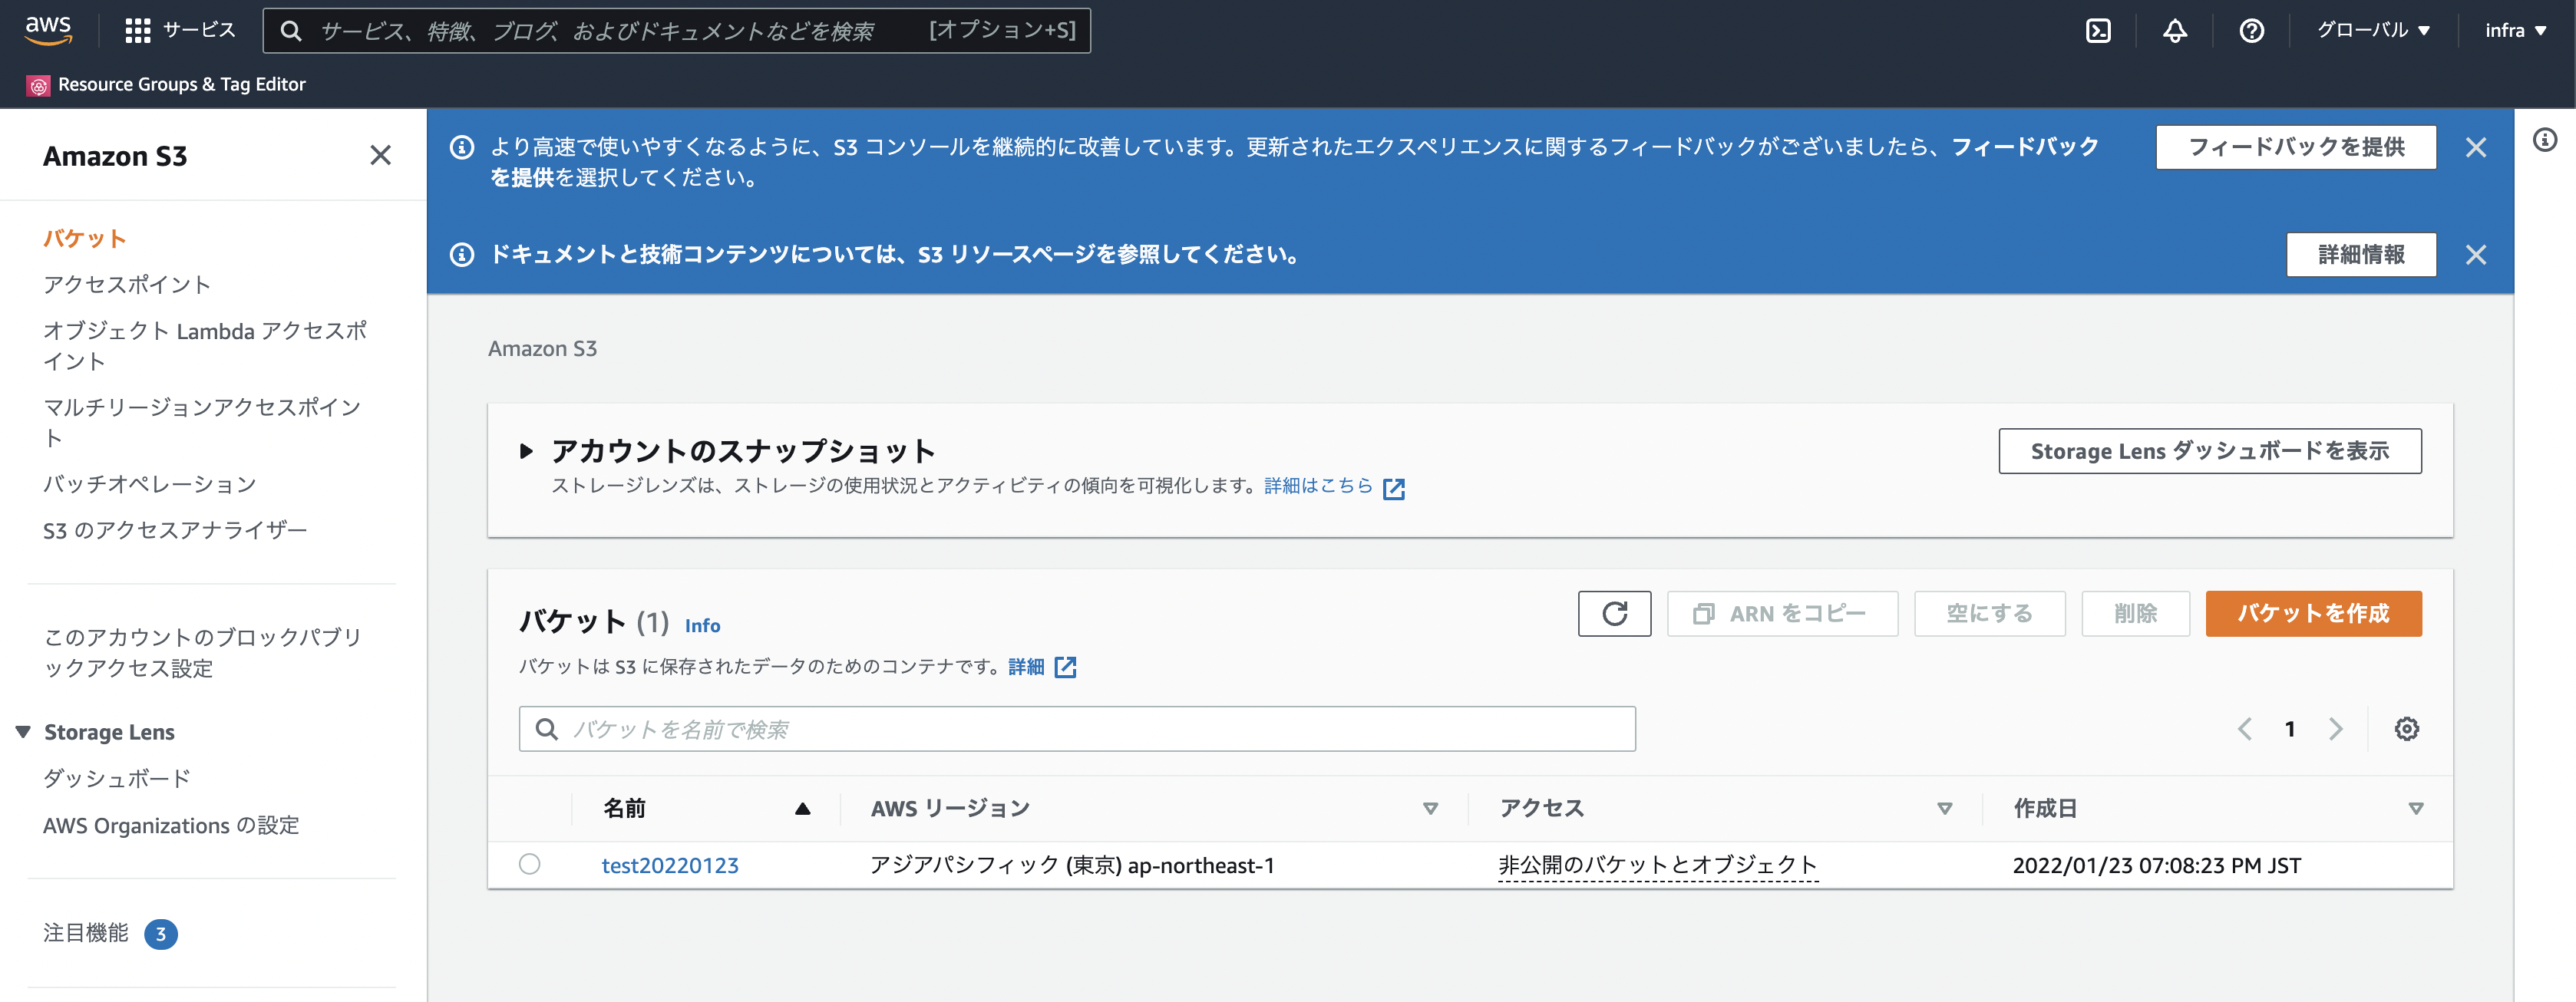 aws
サービス
サービス、特徴、ブログ、およびドキュメントなどを検索
[オプション+S]
グローバル ▼
infra ▼
Resource Groups & Tag Editor
Amazon S3
バケット
アクセスポイント
オブジェクト Lambda アクセスポ
イント
マルチリージョンアクセスポイン
ト
バッチオペレーション
S3 のアクセスアナライザー
このアカウントのブロックパブリ
ックアクセス設定
Storage Lens
ダッシュボード
AWS Organizations の設定
注目機能 3
より高速で使いやすくなるように、S3 コンソールを継続的に改善しています。更新されたエクスペリエンスに関するフィードバックがございましたら、フィードバック
を提供を選択してください。
フィードバックを提供
ドキュメントと技術コンテンツについては、S3 リソースページを参照してください。
詳細情報
Amazon S3
アカウントのスナップショット
ストレージレンズは、ストレージの使用状況とアクティビティの傾向を可視化します。詳細はこちら
Storage Lens ダッシュボードを表示
バケット (1) Info
バケットは S3 に保存されたデータのためのコンテナです。詳細
ARN をコピー
空にする
削除
バケットを作成
バケットを名前で検索
1
名前
AWS リージョン
アクセス
作成日
test20220123
アジアパシフィック (東京) ap-northeast-1
非公開のバケットとオブジェクト
2022/01/23 07:08:23 PM JST